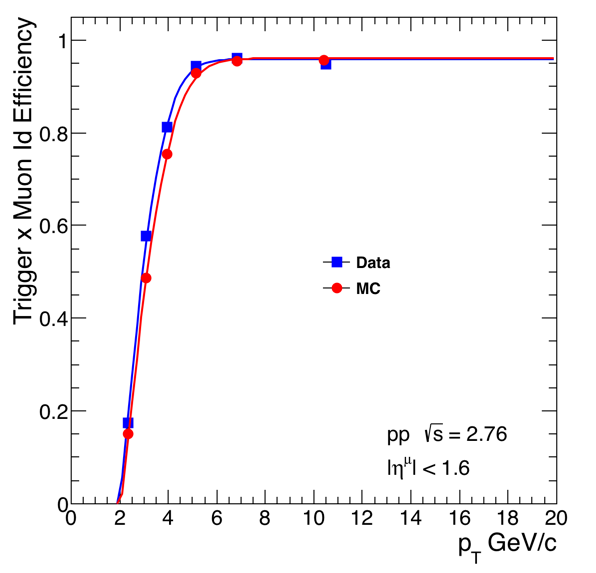 Trigger x Muon Id Efficiency
1
0.8
0.6
0.4
0.2
0
Data
MC
pp √s = 2.76
|η^μ| < 1.6
0 2 4 6 8 10 12 14 16 18 20
p_T GeV/c